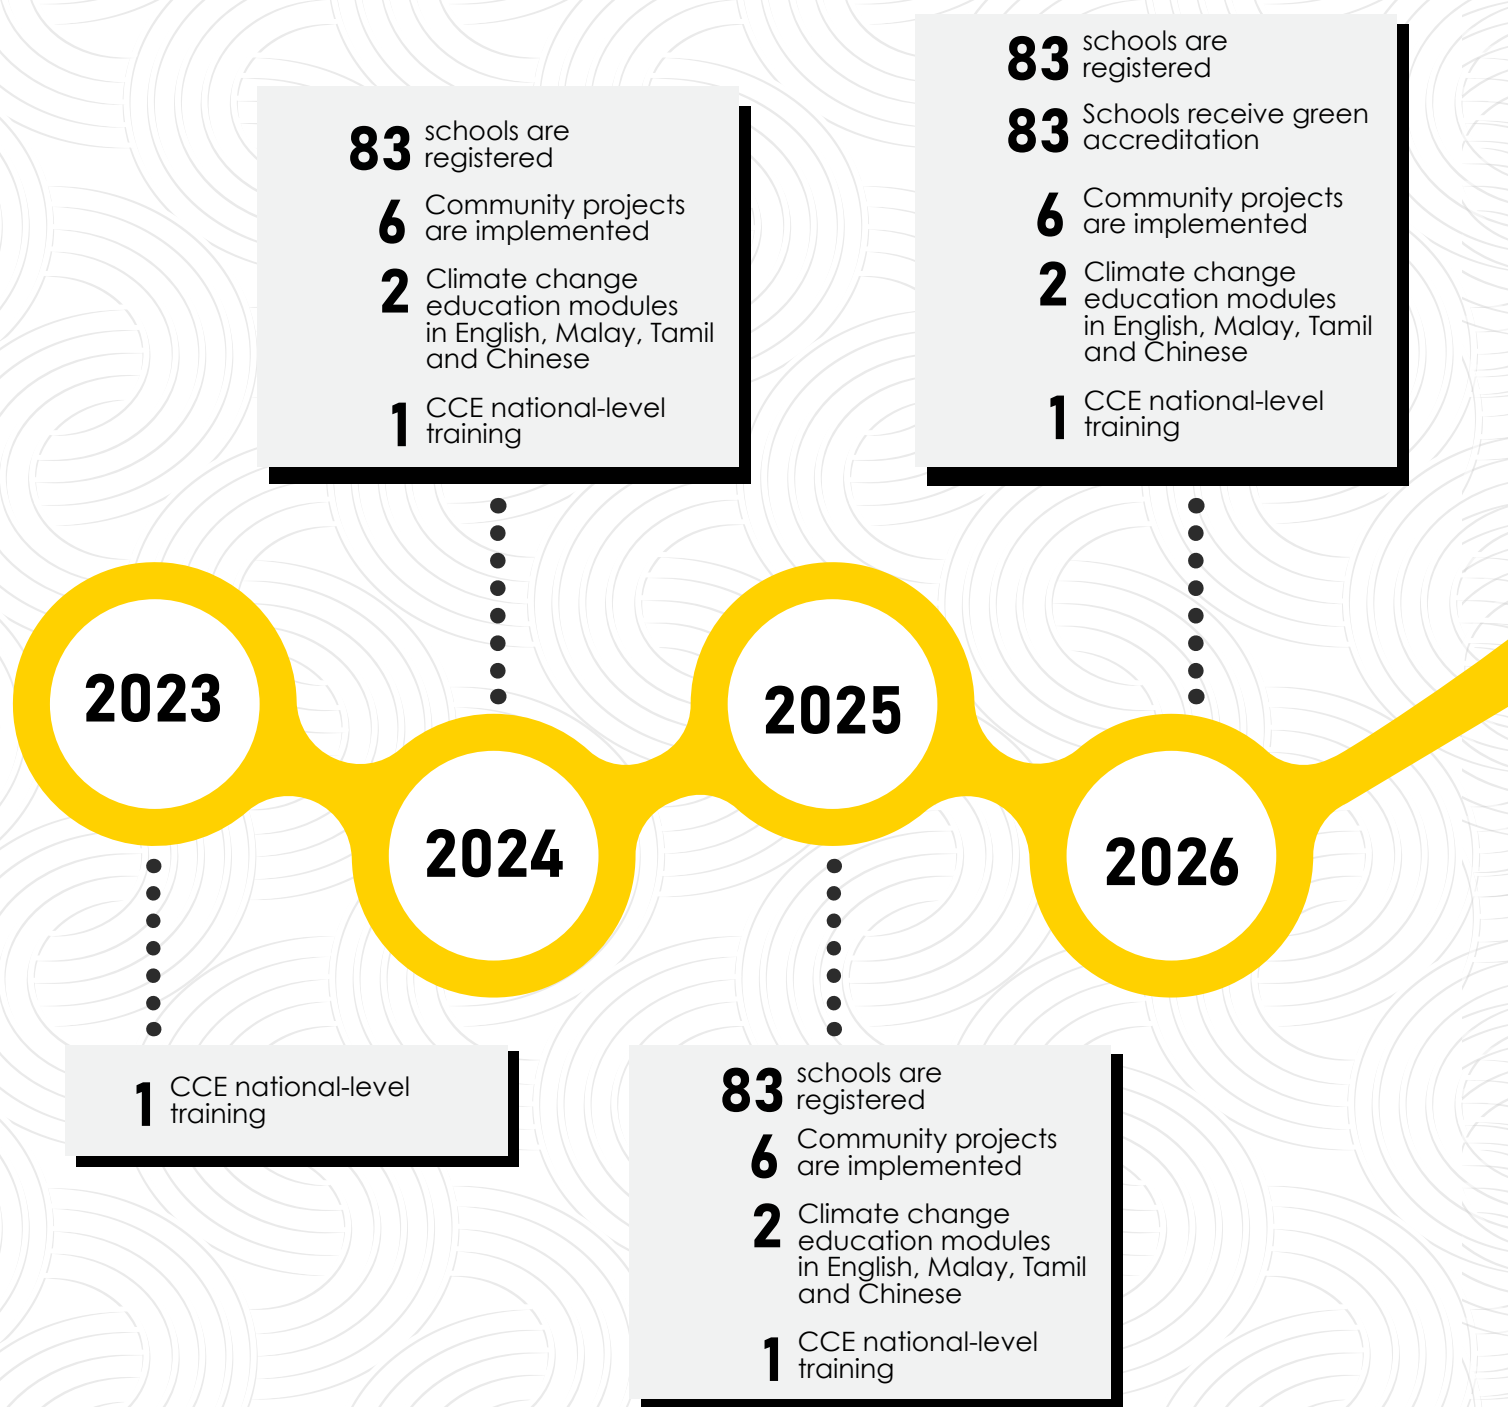 83 schools are
registered
6 Community projects
are implemented
2 Climate change
education modules
in English, Malay, Tamil
and Chinese
1 CCE national-level
training
83 schools are
registered
83 Schools receive green
accreditation
6 Community projects
are implemented
2 Climate change
education modules
in English, Malay, Tamil
and Chinese
1 CCE national-level
training
2023
2024
2025
2026
1 CCE national-level
training
83 schools are
registered
6 Community projects
are implemented
2 Climate change
education modules
in English, Malay, Tamil
and Chinese
1 CCE national-level
training